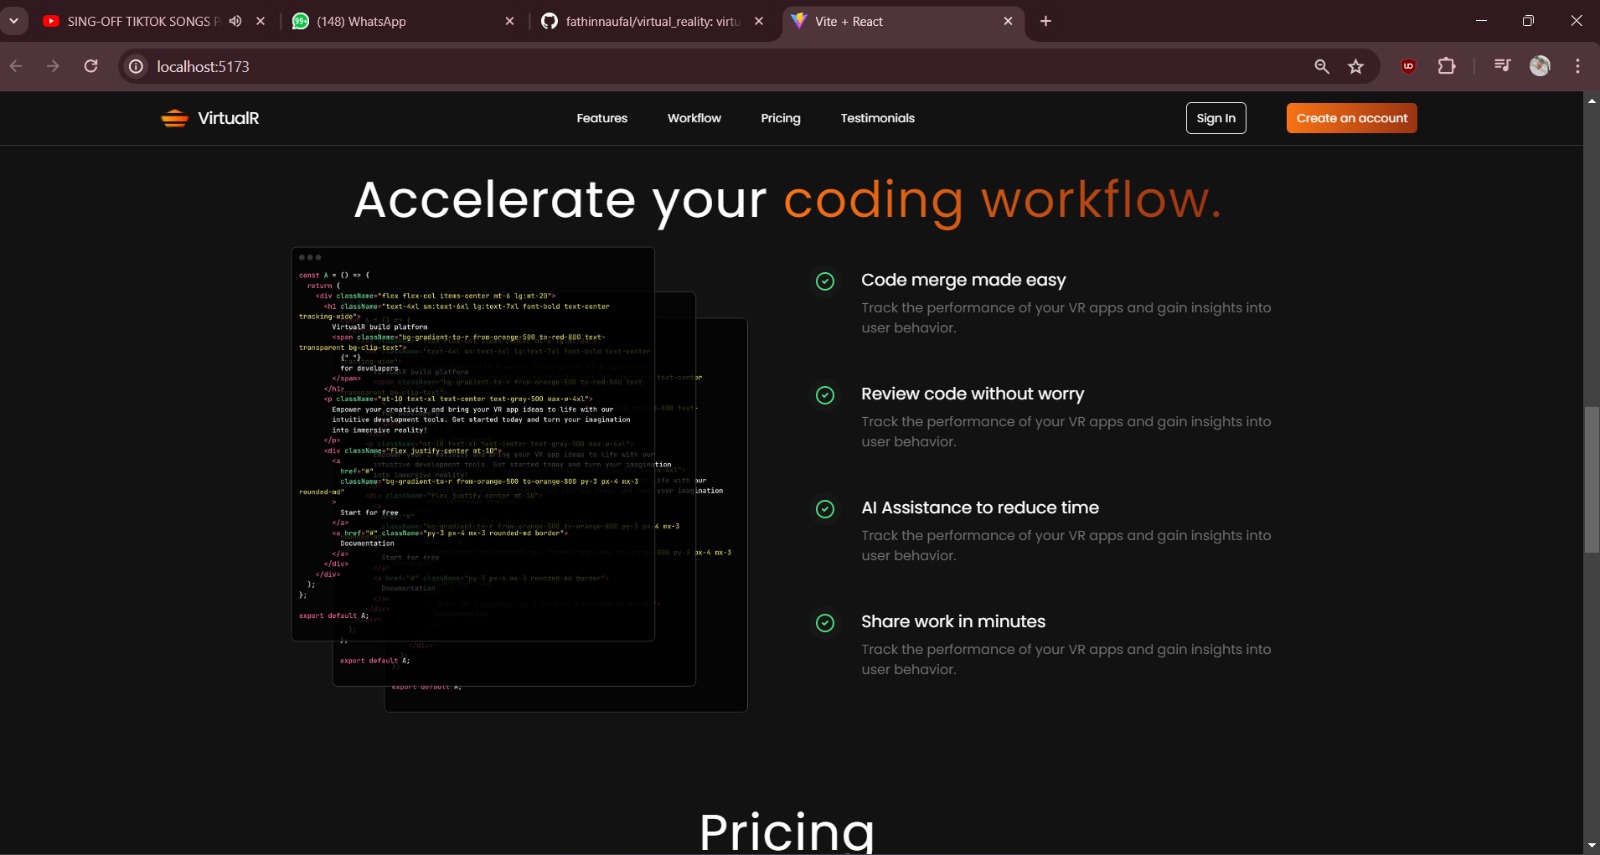 SING-OFF TIKTOK SONGS P
(148) WhatsApp
fathinnaufal/virtual_reality: virtu
Vite + React
localhost:5173
VirtualR
Features
Workflow
Pricing
Testimonials
Sign In
Create an account
Accelerate your coding workflow.
const A = () => {
return (
<div className="flex flex-col items-center mt-6 lg:mt-20">
<h1 className="text-4xl sm:text-6xl lg:text-7xl font-bold text-center
tracking-wide">
VirtualR build platform
<span className="bg-gradient-to-r from-orange-500 to-red-800 text-
transparent bg-clip-text">
{" "}
for developers
</span>
</h1>
<p className="mt-10 text-xl text-center text-gray-500 max-w-4xl">
Empower your creativity and bring your VR app ideas to life with our
intuitive development tools. Get started today and turn your imagination
into immersive reality!
</p>
<div className="flex justify-center mt-10">
<a
href="#"
className="bg-gradient-to-r from-orange-500 to-orange-800 py-3 px-4 mx-3
rounded-md"
>
Start for free
</a>
<a href="#" className="py-3 px-4 mx-3 rounded-md border">
Documentation
</a>
</div>
</div>
);
};
export default A;
export default A;
export default A;
Code merge made easy
Track the performance of your VR apps and gain insights into
user behavior.
Review code without worry
Track the performance of your VR apps and gain insights into
user behavior.
AI Assistance to reduce time
Track the performance of your VR apps and gain insights into
user behavior.
Share work in minutes
Track the performance of your VR apps and gain insights into
user behavior.
Pricing